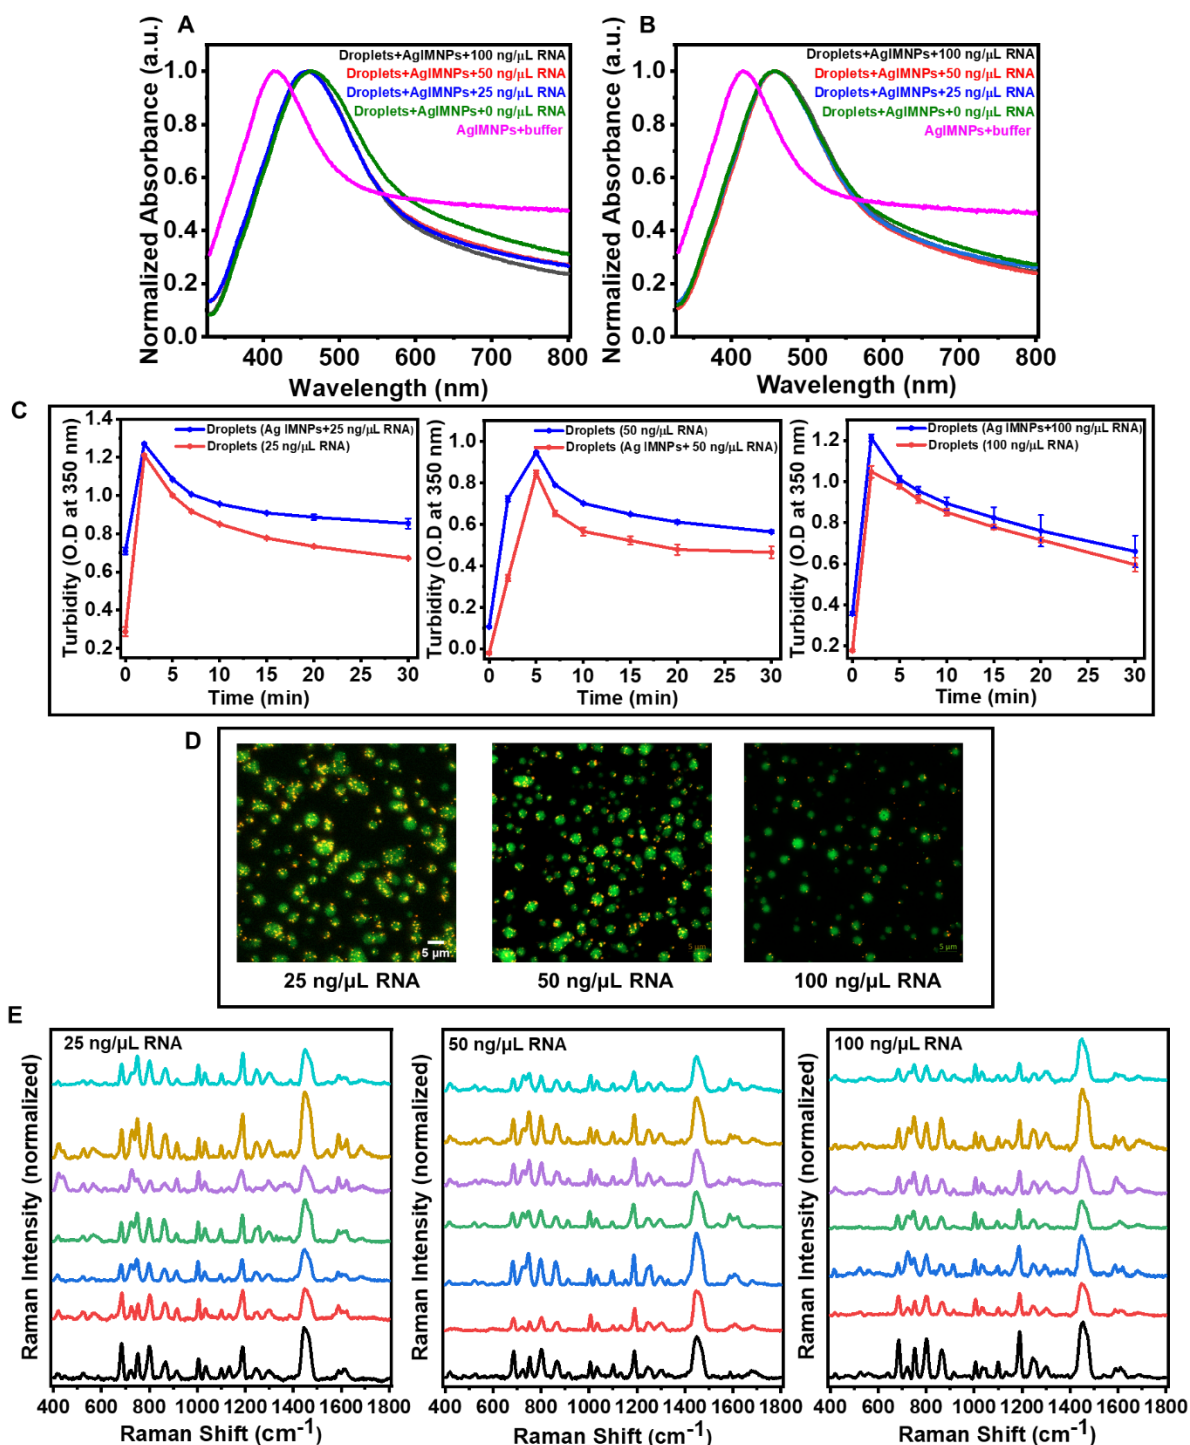 A
Normalized Absorbance (a.u.)
1.0
0.8
0.6
0.4
0.2
0.0
Droplets+AgIMNPs+100 ng/µL RNA
Droplets+AgIMNPs+50 ng/µL RNA
Droplets+AgIMNPs+25 ng/µL RNA
Droplets+AgIMNPs+0 ng/µL RNA
AgIMNPs+buffer
400 500 600 700 800
Wavelength (nm)
B
Normalized Absorbance (a.u.)
1.0
0.8
0.6
0.4
0.2
0.0
Droplets+AgIMNPs+100 ng/µL RNA
Droplets+AgIMNPs+50 ng/µL RNA
Droplets+AgIMNPs+25 ng/µL RNA
Droplets+AgIMNPs+0 ng/µL RNA
AgIMNPs+buffer
400 500 600 700 800
Wavelength (nm)
C
Turbidity (O.D at 350 nm)
1.4
1.2
1.0
0.8
0.6
0.4
0.2
Droplets (Ag IMNPs+25 ng/µL RNA)
Droplets (25 ng/µL RNA)
0 5 10 15 20 25 30
Time (min)
Turbidity (O.D at 350 nm)
1.0
0.8
0.6
0.4
0.2
0.0
Droplets (50 ng/µL RNA)
Droplets (Ag IMNPs+ 50 ng/µL RNA)
0 5 10 15 20 25 30
Time (min)
Turbidity (O.D at 350 nm)
1.2
1.0
0.8
0.6
0.4
0.2
Droplets (Ag IMNPs+100 ng/µL RNA)
Droplets (100 ng/µL RNA)
0 5 10 15 20 25 30
Time (min)
D
5 µm
5 µm
5 µm
25 ng/µL RNA
50 ng/µL RNA
100 ng/µL RNA
E
Raman Intensity (normalized)
25 ng/µL RNA
400 600 800 1000 1200 1400 1600 1800
Raman Shift (cm⁻¹)
Raman Intensity (normalized)
50 ng/µL RNA
400 600 800 1000 1200 1400 1600 1800
Raman Shift (cm⁻¹)
Raman Intensity (normalized)
100 ng/µL RNA
400 600 800 1000 1200 1400 1600 1800
Raman Shift (cm⁻¹)